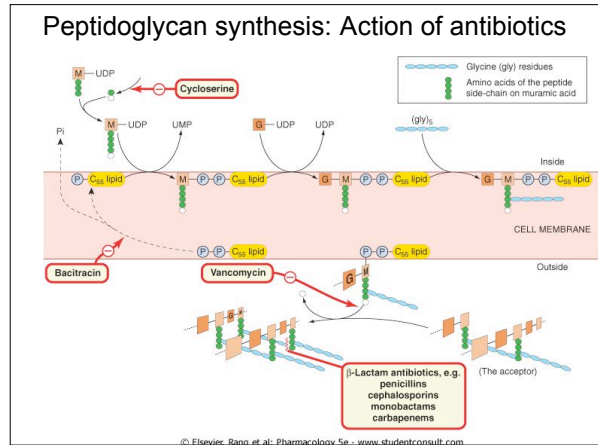 Peptidoglycan synthesis: Action of antibiotics
Glycine (gly) residues
Amino acids of the peptide
side-chain on muramic acid
M
UDP
Cycloserine
Pi
M
UDP
UMP
G
UDP
UDP
(gly)5
Inside
P
C55 lipid
M
P
P
C55 lipid
G
M
P
P
C55 lipid
G
M
P
P
C55 lipid
CELL MEMBRANE
P
P
C55 lipid
P
P
C55 lipid
Outside
Bacitracin
Vancomycin
G
M
G
M
β-Lactam antibiotics, e.g.
penicillins
cephalosporins
monobactams
carbapenems
(The acceptor)
© Elsevier. Rang et al: Pharmacology 5e - www.studentconsult.com